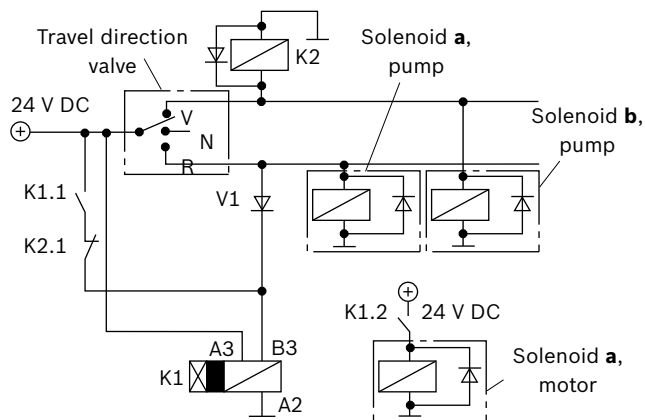 Travel direction
valve
K2
Solenoid a,
pump
24 V DC
V
N
R
Solenoid b,
pump
K1.1
V1
K2.1
K1.2
24 V DC
A3
B3
K1
A2
Solenoid a,
motor